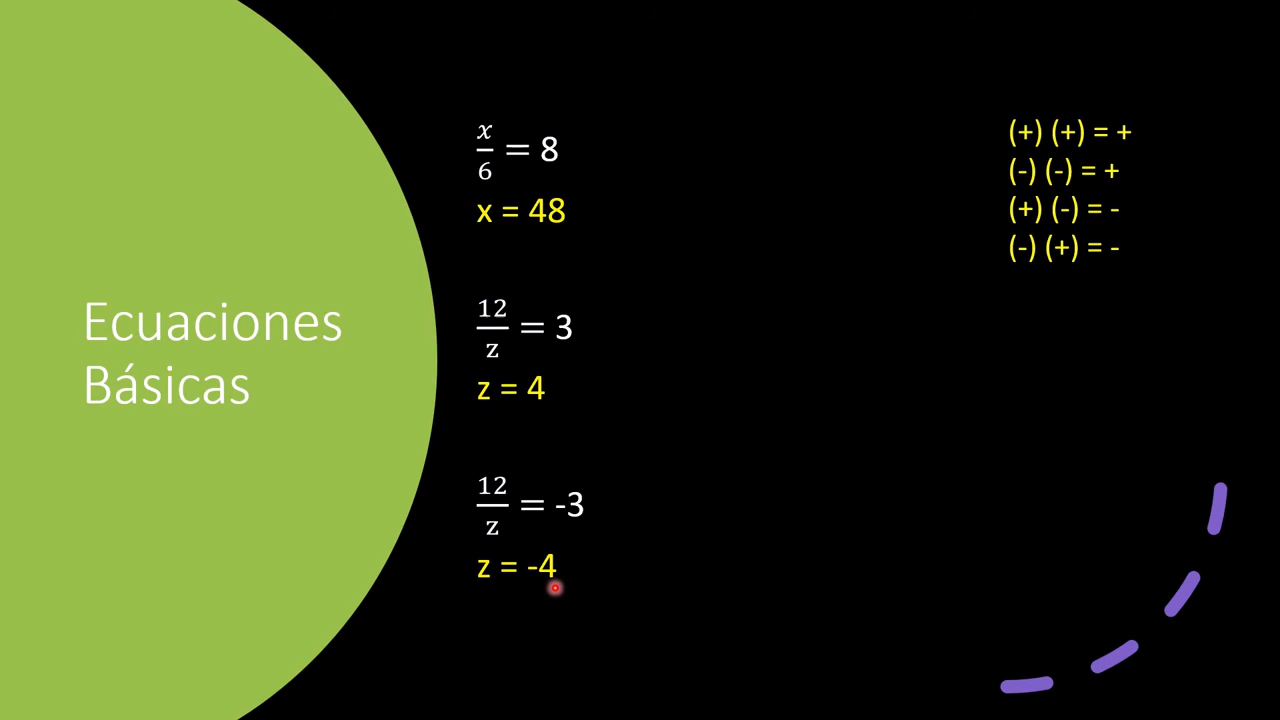 Ecuaciones
Básicas
x/6 = 8
x = 48
12/z = 3
z = 4
12/z = -3
z = -4
(+) (+) = +
(-) (-) = +
(+) (-) = -
(-) (+) = -